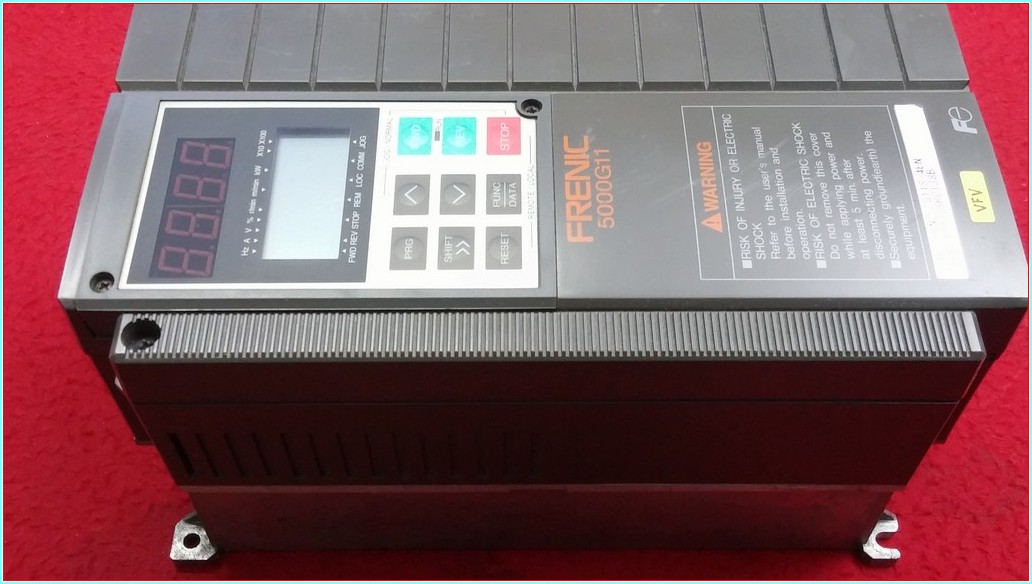 8.8.8.8
Hz A V % r/min m/min kW X10 X100
FWD REV STOP REM LOC COMM JOG
STOP
FUNC
DATA
REMOTE LOCAL
PRG
SHIFT
RESET
FRENIC
5000G11
WARNING
RISK OF INJURY OR ELECTRIC
SHOCK
Refer to the user's manual
before installation and
operation.
RISK OF ELECTRIC SHOCK
Do not remove this cover
while applying power and
at least 5 min. after
disconnecting power.
Securely ground(earth) the
equipment.
VFV
Fe